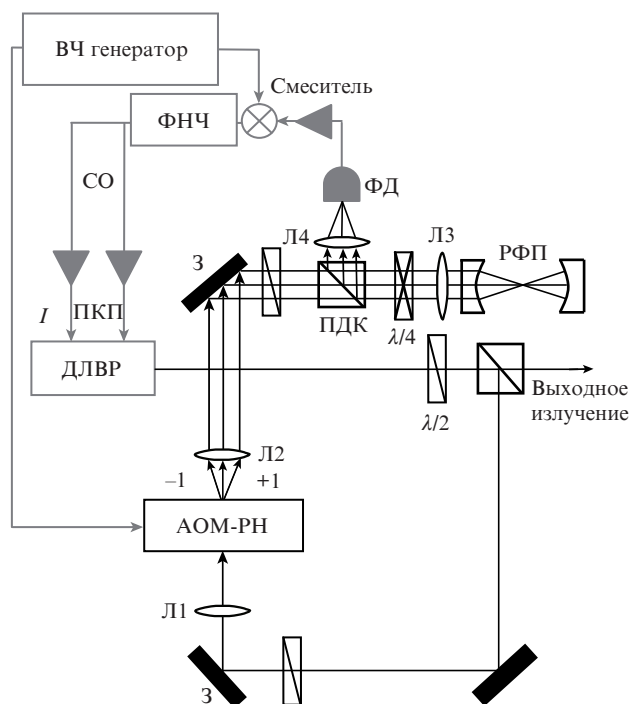 ВЧ генератор
Смеситель
ФНЧ
СО
ФД
Л4
Л3
З
РФП
ПДК
λ/4
I
ПКП
ДЛВР
Выходное
излучение
λ/2
Л2
–1
+1
АОМ-РН
Л1
З